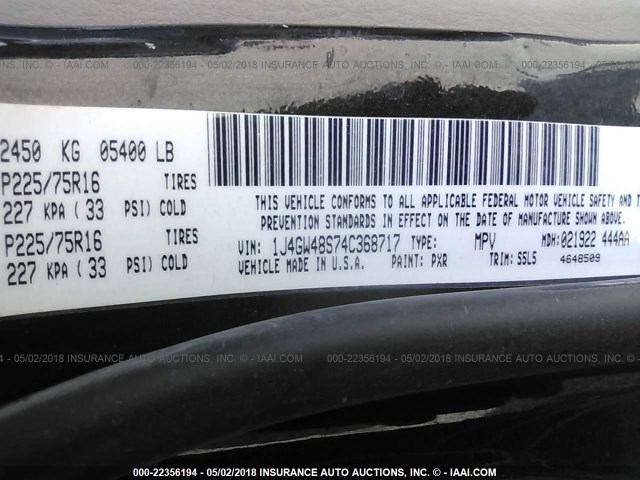 000-22356194 - 05/02/2018 INSURANCE AUTO AUCTIONS, INC. - IAAI.COM
2450 KG 05400 LB
P225/75R16 TIRES
227 KPA ( 33 PSI) COLD
P225/75R16 TIRES
227 KPA ( 33 PSI) COLD
THIS VEHICLE CONFORMS TO ALL APPLICABLE FEDERAL MOTOR VEHICLE SAFETY AND T
PREVENTION STANDARDS IN EFFECT ON THE DATE OF MANUFACTURE SHOWN ABOVE.
VIN: 1J4GW48S74C368717 TYPE: MPV MDH: 021922 444AA
VEHICLE MADE IN U.S.A. PAINT: PXR TRIM: S5L5 4648509
000-22356194 - 05/02/2018 INSURANCE AUTO AUCTIONS, INC. - IAAI.COM
000-22356194 - 05/02/2018 INSURANCE AUTO AUCTIONS, INC. - IAAI.COM